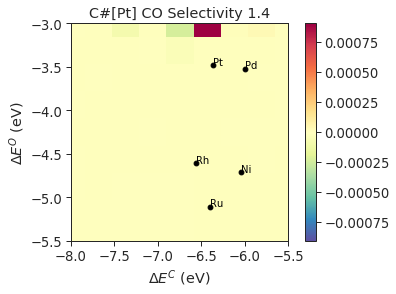 C#[Pt] CO Selectivity 1.4
ΔE^O (eV)
−3.0
−3.5
−4.0
−4.5
−5.0
−5.5
Pt
Pd
Rh
Ni
Ru
−8.0 −7.5 −7.0 −6.5 −6.0 −5.5
ΔE^C (eV)
0.00075
0.00050
0.00025
0.00000
−0.00025
−0.00050
−0.00075